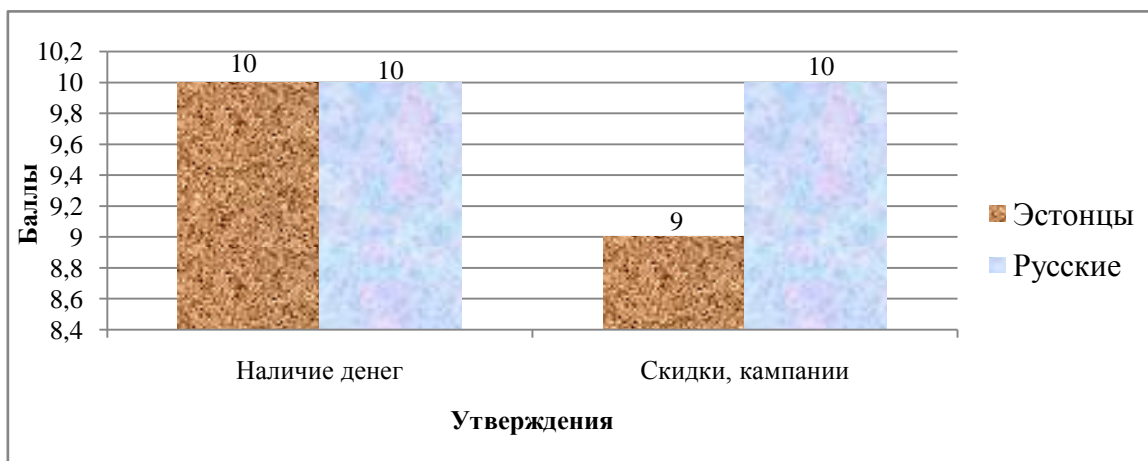 Баллы
10,2
10
9,8
9,6
9,4
9,2
9
8,8
8,6
8,4
10
10
9
10
Наличие денег
Скидки, кампании
Утверждения
Эстонцы
Русские